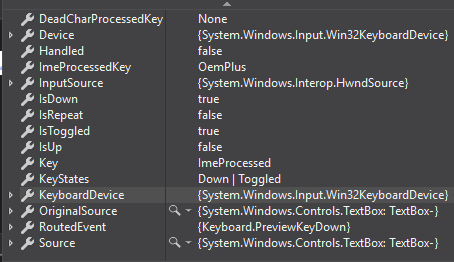 DeadCharProcessedKey None
Device {System.Windows.Input.Win32KeyboardDevice}
Handled false
ImeProcessedKey OemPlus
InputSource {System.Windows.Interop.HwndSource}
IsDown true
IsRepeat false
IsToggled true
IsUp false
Key ImeProcessed
KeyStates Down | Toggled
KeyboardDevice {System.Windows.Input.Win32KeyboardDevice}
OriginalSource {System.Windows.Controls.TextBox: TextBox-}
RoutedEvent {Keyboard.PreviewKeyDown}
Source {System.Windows.Controls.TextBox: TextBox-}